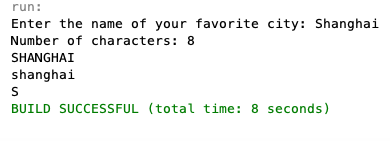 run:
Enter the name of your favorite city: Shanghai
Number of characters: 8
SHANGHAI
shanghai
S
BUILD SUCCESSFUL (total time: 8 seconds)